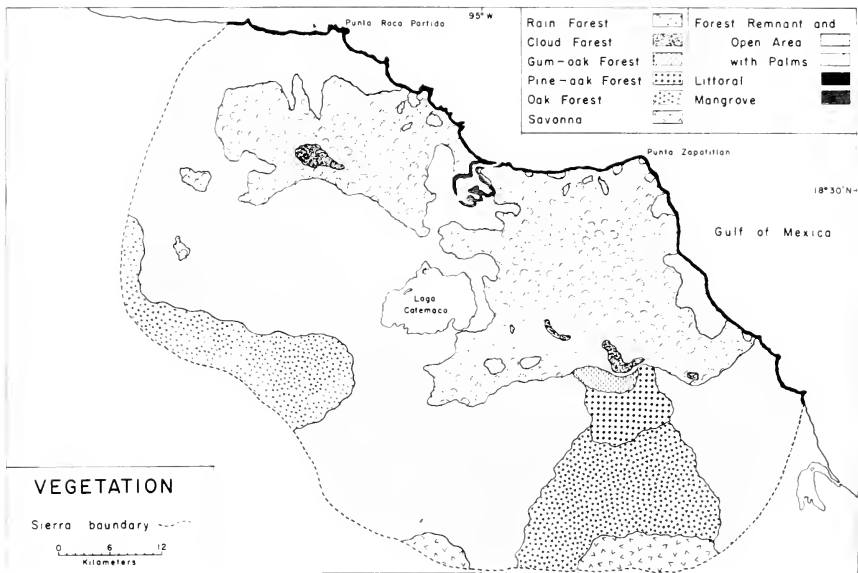 Punta Roca Partida
95° W
Rain Forest
Cloud Forest
Gum-oak Forest
Pine-oak Forest
Oak Forest
Savanna
Forest Remnant and
Open Area
with Palms
Littoral
Mangrove
Punta Zapotitlan
18° 30' N
Gulf of Mexico
Lago
Catemaco
VEGETATION
Sierra boundary
0 6 12
Kilometers